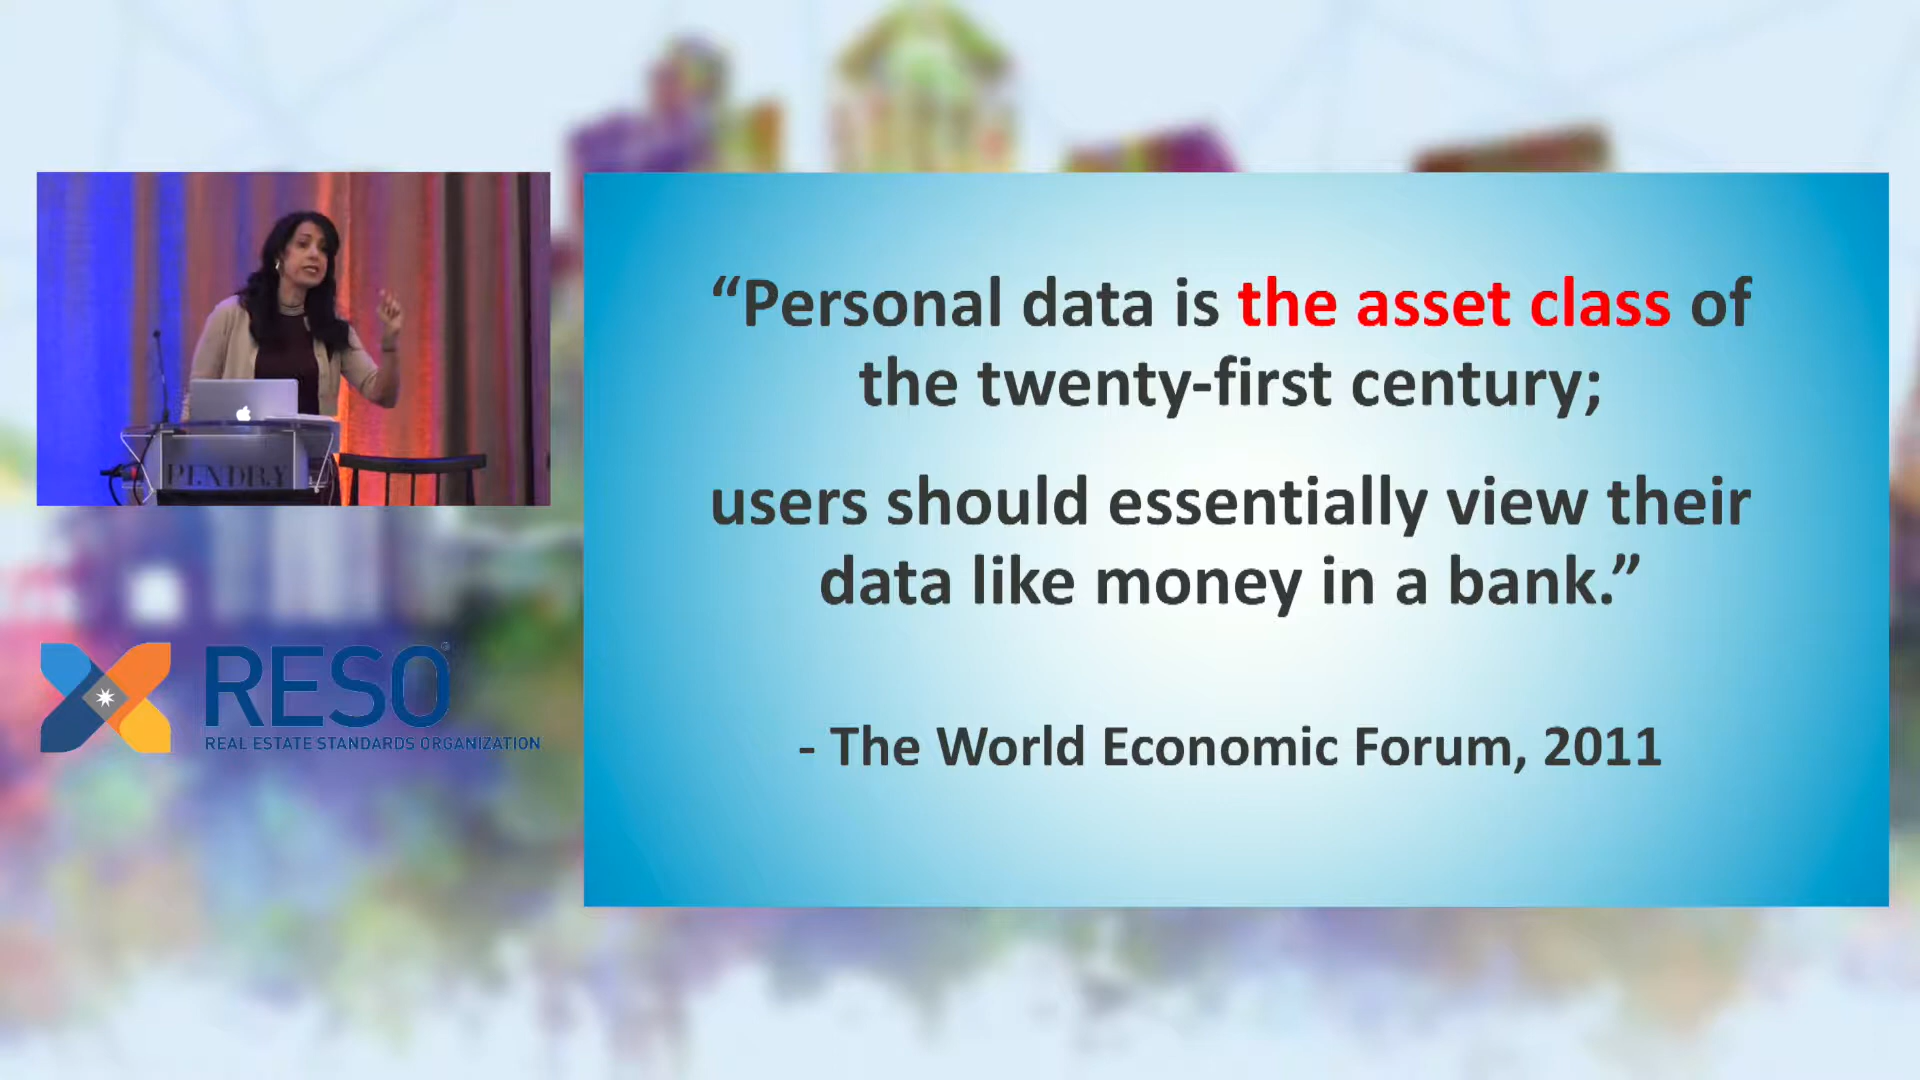 PENDRY
RESO
REAL ESTATE STANDARDS ORGANIZATION
“Personal data is the asset class of
the twenty-first century;
users should essentially view their
data like money in a bank.”
- The World Economic Forum, 2011